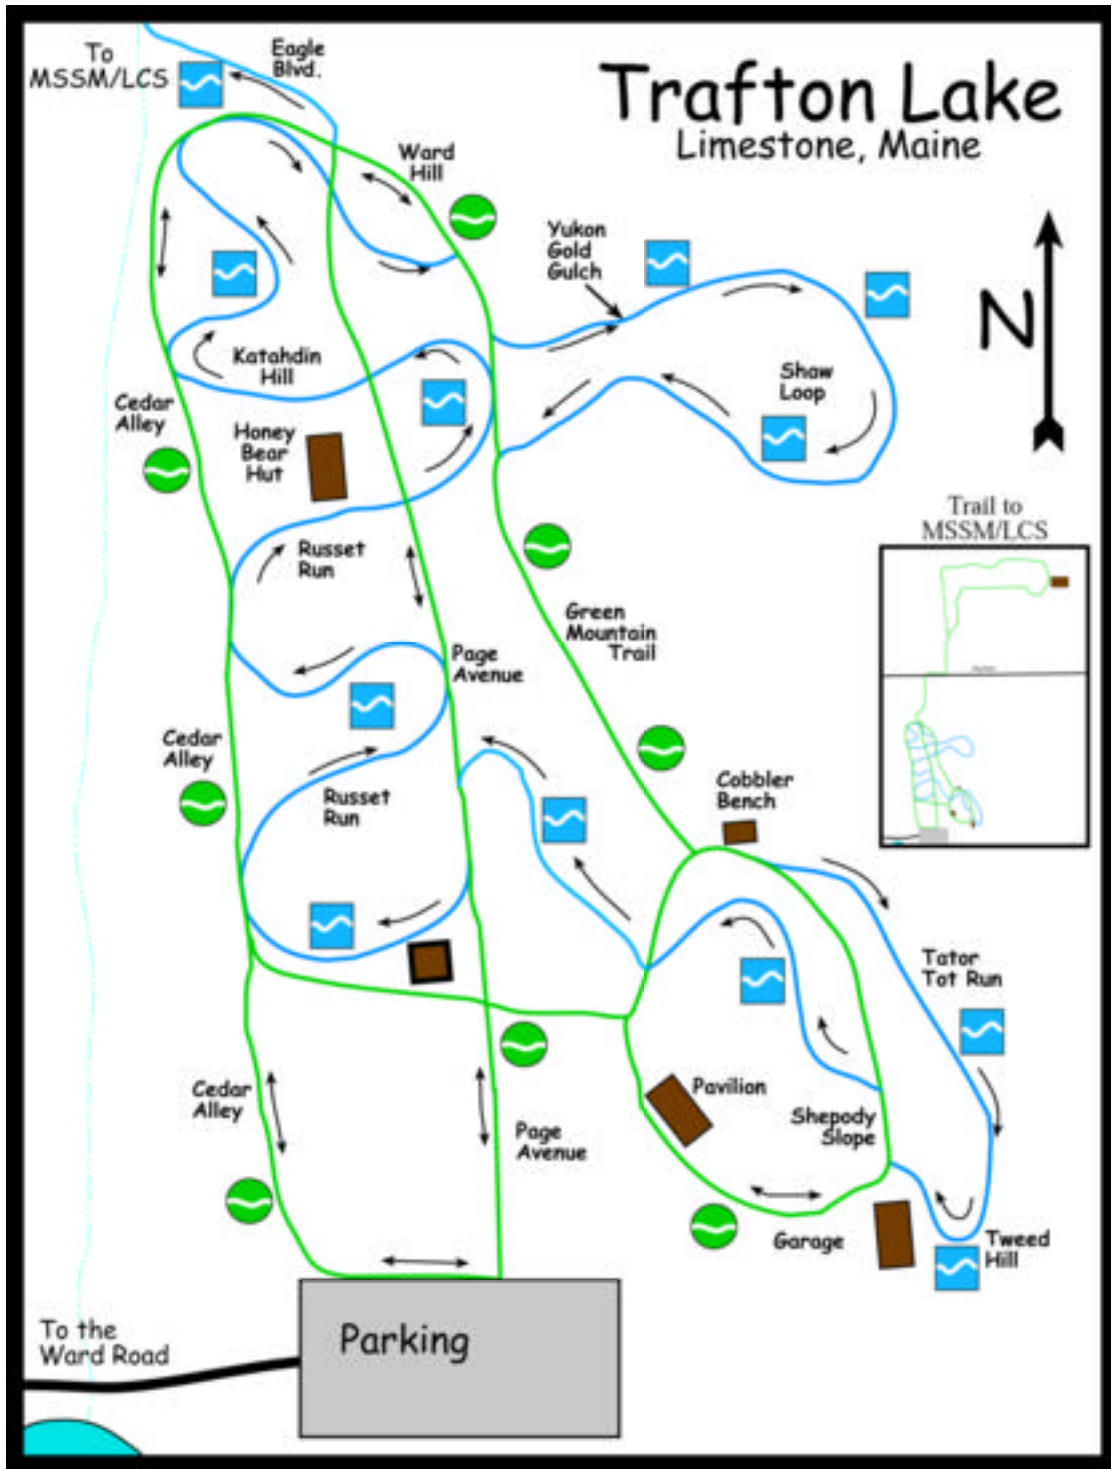 To
MSSM/LCS
Eagle
Blvd.
Trafton Lake
Limestone, Maine
Ward
Hill
Yukon
Gold
Gulch
N
Katahdin
Hill
Shaw
Loop
Cedar
Alley
Honey
Bear
Hut
Trail to
MSSM/LCS
Russet
Run
Green
Mountain
Trail
Page
Avenue
Cedar
Alley
Cobbler
Bench
Russet
Run
Tator
Tot Run
Cedar
Alley
Pavilion
Shepody
Slope
Page
Avenue
Garage
Tweed
Hill
To the
Ward Road
Parking